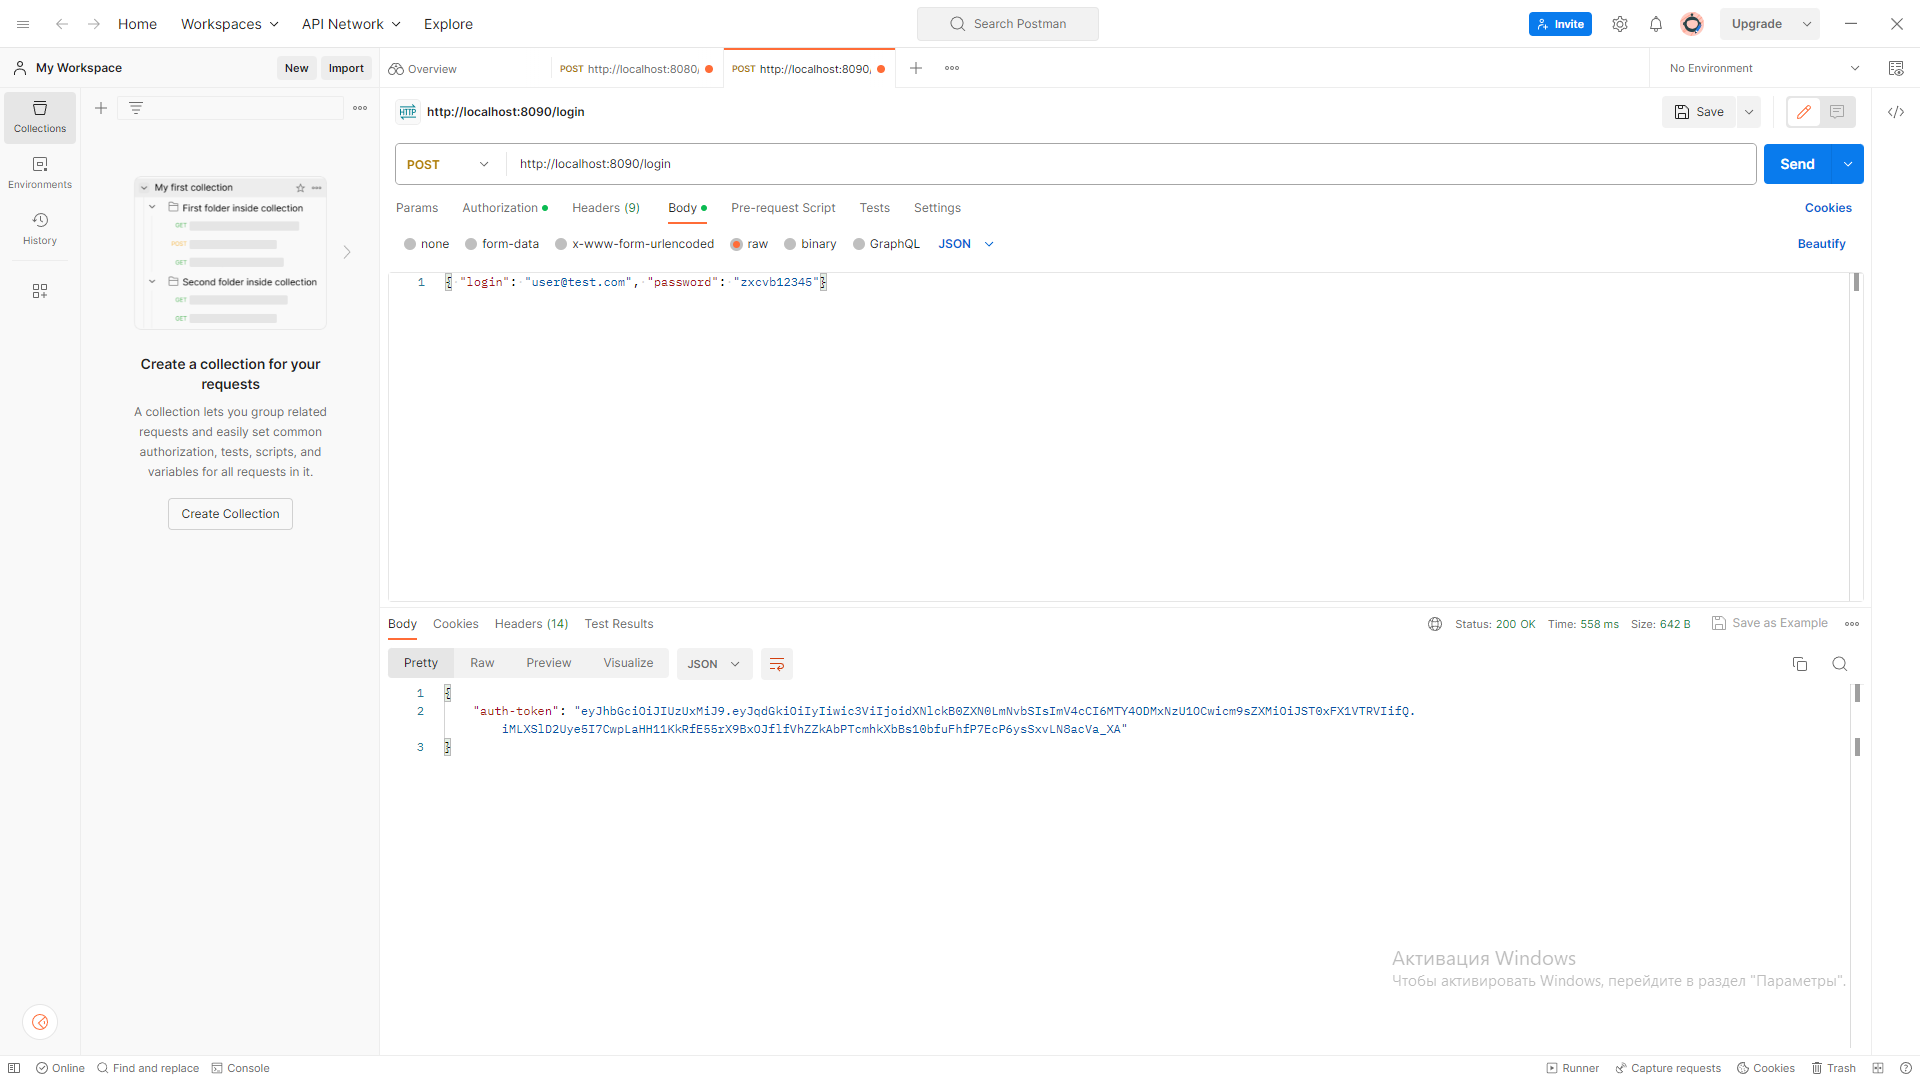 Home Workspaces API Network Explore Search Postman Invite Upgrade
My Workspace New Import
Overview POST http://localhost:8080/ POST http://localhost:8090/ No Environment
Collections
Environments
History
My first collection
First folder inside collection
GET
POST
GET
Second folder inside collection
GET
GET
Create a collection for your
requests
A collection lets you group related
requests and easily set common
authorization, tests, scripts, and
variables for all requests in it.
Create Collection
HTTP http://localhost:8090/login Save
POST http://localhost:8090/login Send
Params Authorization Headers (9) Body Pre-request Script Tests Settings Cookies
none form-data x-www-form-urlencoded raw binary GraphQL JSON Beautify
1 { "login": "user@test.com", "password": "zxcvb12345"}
Body Cookies Headers (14) Test Results Status: 200 OK Time: 558 ms Size: 642 B Save as Example
Pretty Raw Preview Visualize JSON
1 {
2 "auth-token": "eyJhbGciOiJIUzUxMiJ9.eyJqdGkiOiIyIiwic3ViIjoidXNlckB0ZXN0LmNvbSIsImV4cCI6MTY4ODMxNzU1OCwicm9sZXMiOiJST0xFX1VTRVIifQ.
iMLXSlD2Uye5I7CwpLaHH11KkRfE55rX9BxOJflfVhZZkAbPTcmhkXbBs10bfuFhfP7EcP6ysSxvLN8acVa_XA"
3 }
Активация Windows
Чтобы активировать Windows, перейдите в раздел "Параметры".
Online Find and replace Console Runner Capture requests Cookies Trash